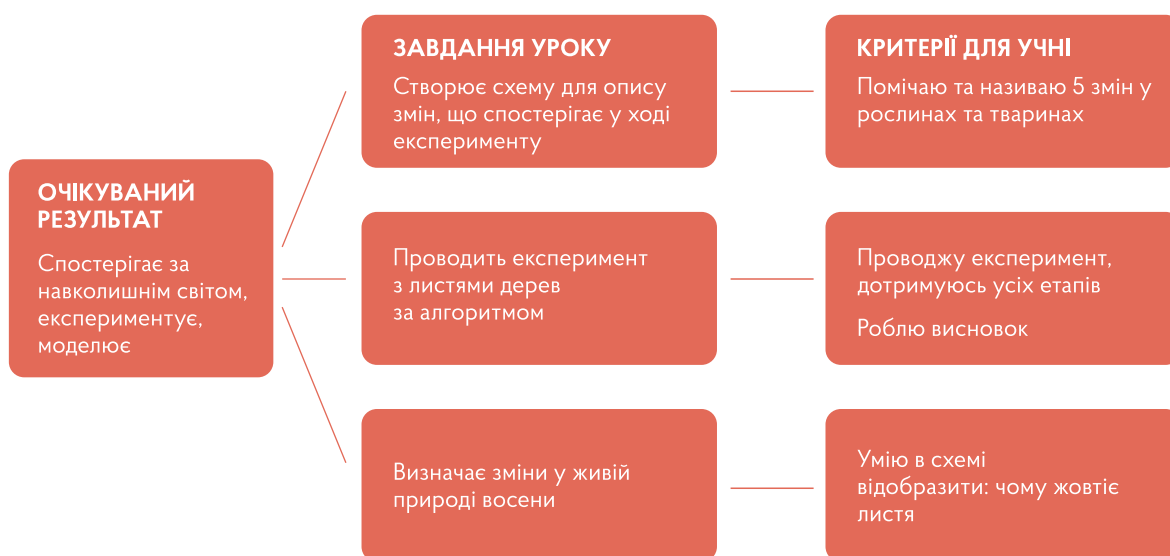 ОЧІКУВАНИЙ
РЕЗУЛЬТАТ
Спостерігає за
навколишнім світом,
експериментує,
моделює
ЗАВДАННЯ УРОКУ
Створює схему для опису
змін, що спостерігає у ході
експерименту
КРИТЕРІЇ ДЛЯ УЧНІ
Помічаю та називаю 5 змін у
рослинах та тваринах
Проводить експеримент
з листями дерев
за алгоритмом
Проводжу експеримент,
дотримуюсь усіх етапів
Роблю висновок
Визначає зміни у живій
природі восени
Умію в схемі
відобразити: чому жовтіє
листя